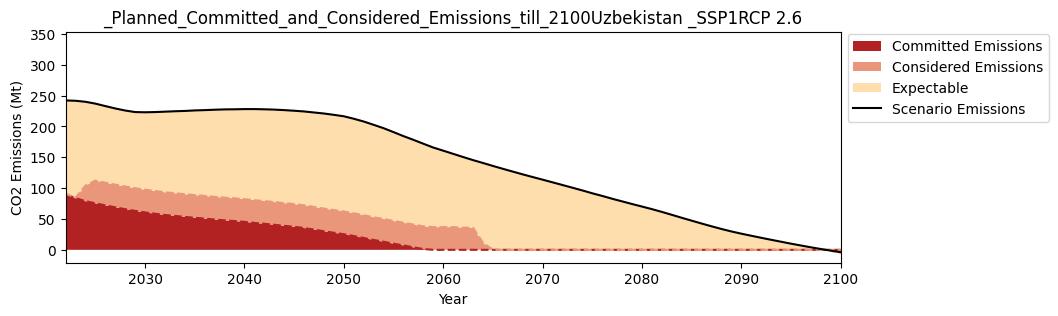 _Planned_Committed_and_Considered_Emissions_till_2100Uzbekistan _SSP1RCP 2.6
350
300
250
200
150
100
50
0
CO2 Emissions (Mt)
2030 2040 2050 2060 2070 2080 2090 2100
Year
Committed Emissions
Considered Emissions
Expectable
Scenario Emissions